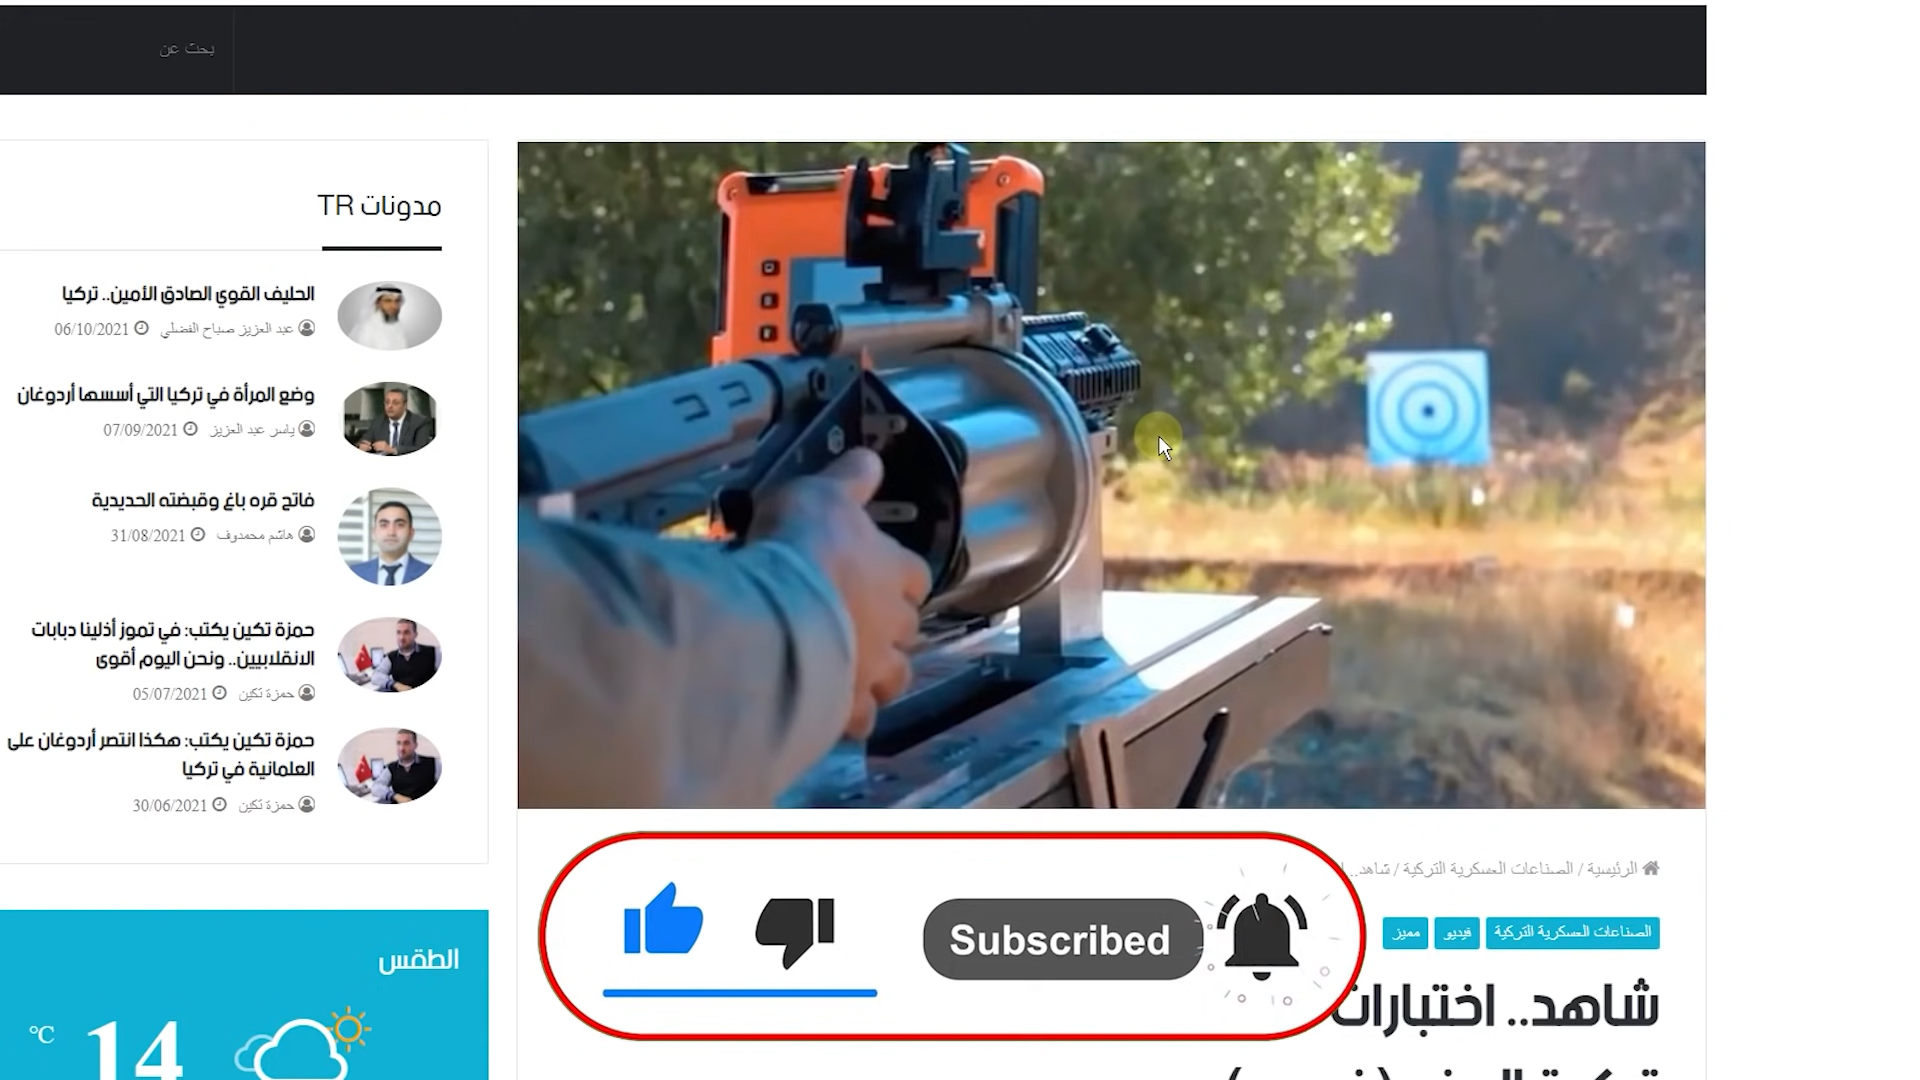 بحث عن
مدونات TR
الحليف القوي الصادق الأمين.. تركيا
عبد العزيز صباح الفضلي 06/10/2021
وضع المرأة في تركيا التي أسسها أردوغان
ياسر عبد العزيز 07/09/2021
فاتح قره باغ وقبضته الحديدية
هاشم محمدوف 31/08/2021
حمزة تكين يكتب: في تموز أذلينا دبابات
الانقلابيين.. ونحن اليوم أقوى
حمزة تكين 05/07/2021
حمزة تكين يكتب: هكذا انتصر أردوغان على
العلمانية في تركيا
حمزة تكين 30/06/2021
الطقس
14 °C
الرئيسية / الصناعات العسكرية التركية / شاهد..
الصناعات العسكرية التركية فيديو مميز
شاهد.. اختبارات
Subscribed